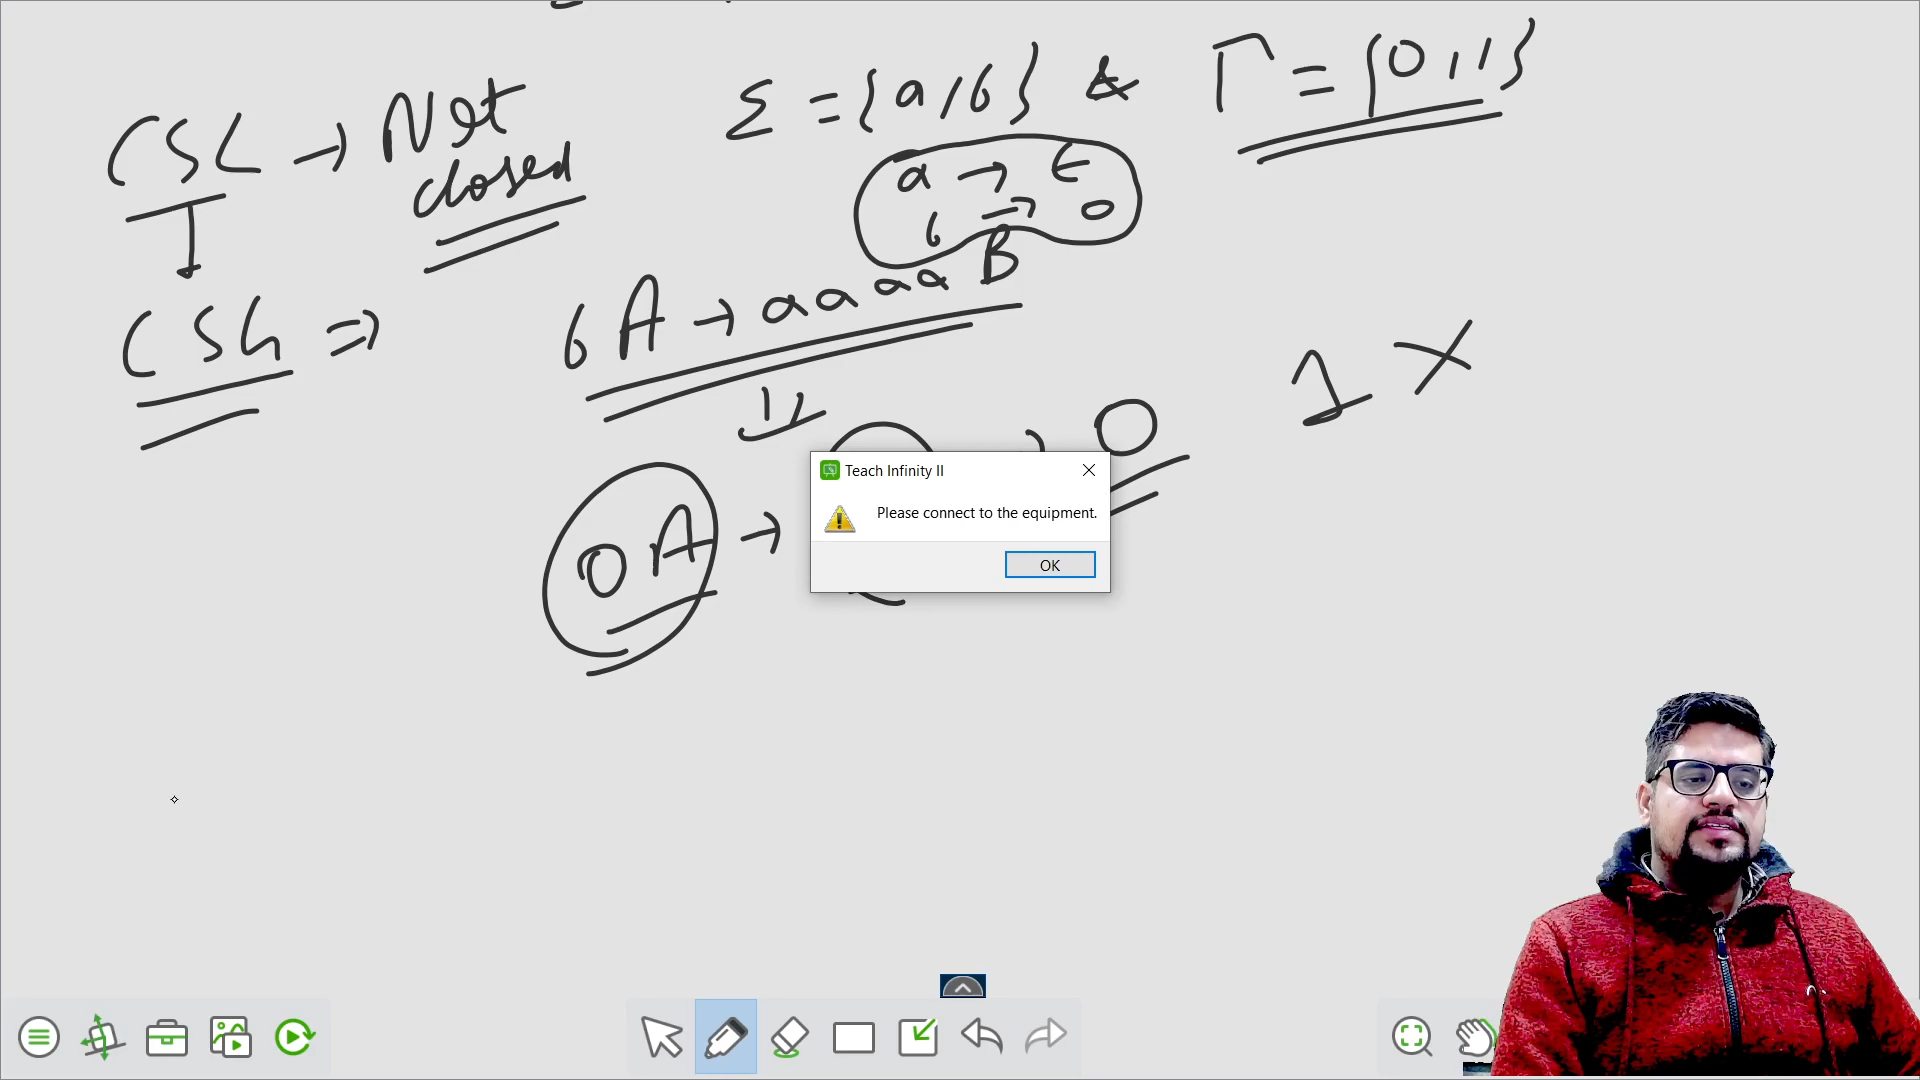 Σ = {a,b} & Γ = {0,1}
CSL → Not closed
a → ε
b → 0
CSG ⇒ bA → aaaaB
1 X
→ 0
0A →
Teach Infinity II
Please connect to the equipment.
OK